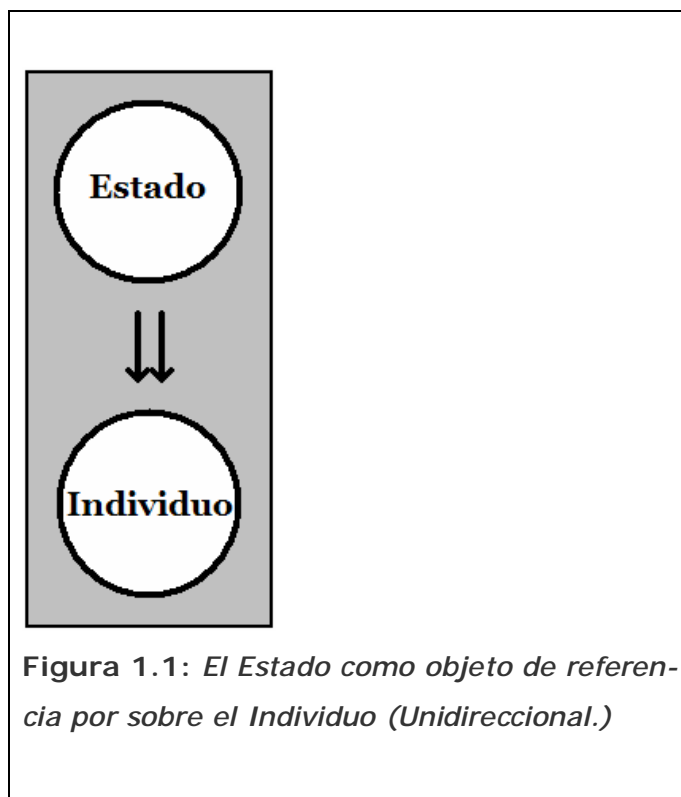 Estado
Individuo
Figura 1.1: El Estado como objeto de referen-
cia por sobre el Individuo (Unidireccional.)